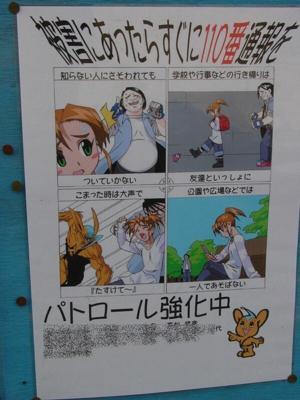 被害にあったらすぐに110番通報を
知らない人にさそわれても
ついていかない
学校や行事などの行き帰りは
友達といっしょに
こまった時は大声で
『たすけて～』
公園や広場などでは
一人であそばない
パトロール強化中
代